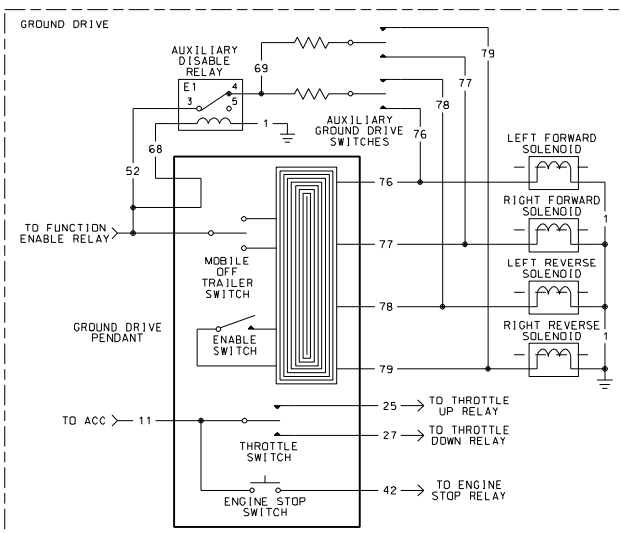 GROUND DRIVE
AUXILIARY
DISABLE
RELAY
E1
4
3
5
1
69
68
52
79
77
78
76
AUXILIARY
GROUND DRIVE
SWITCHES
LEFT FORWARD
SOLENOID
76
RIGHT FORWARD
SOLENOID
1
77
LEFT REVERSE
SOLENOID
78
RIGHT REVERSE
SOLENOID
1
79
TO FUNCTION
ENABLE RELAY
MOBILE
OFF
TRAILER
SWITCH
GROUND DRIVE
PENDANT
ENABLE
SWITCH
TO ACC
11
THROTTLE
SWITCH
25
TO THROTTLE
UP RELAY
27
TO THROTTLE
DOWN RELAY
ENGINE STOP
SWITCH
42
TO ENGINE
STOP RELAY